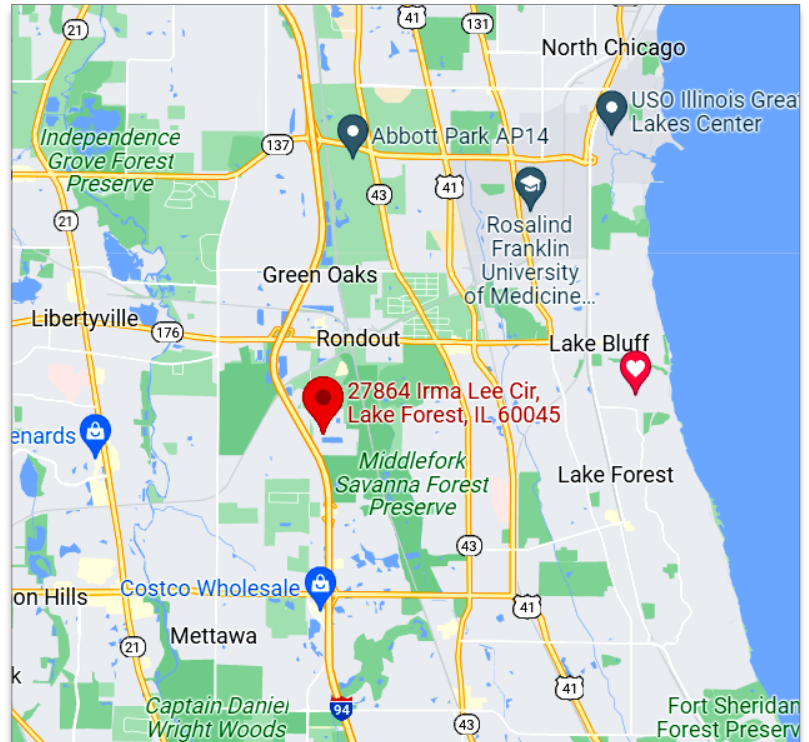 41
131
21
43
North Chicago
USO Illinois Grea
Lakes Center
Independence
Grove Forest
Preserve
137
Abbott Park AP14
43
41
21
Rosalind
Franklin
University
of Medicine...
Green Oaks
Libertyville
176
Rondout
Lake Bluff
27864 Irma Lee Cir,
Lake Forest, IL 60045
enards
Middlefork
Savanna Forest
Preserve
Lake Forest
43
Costco Wholesale
on Hills
41
21
Mettawa
k
41
Captain Daniel
Wright Woods
94
43
Fort Sheridan
Forest Preserv